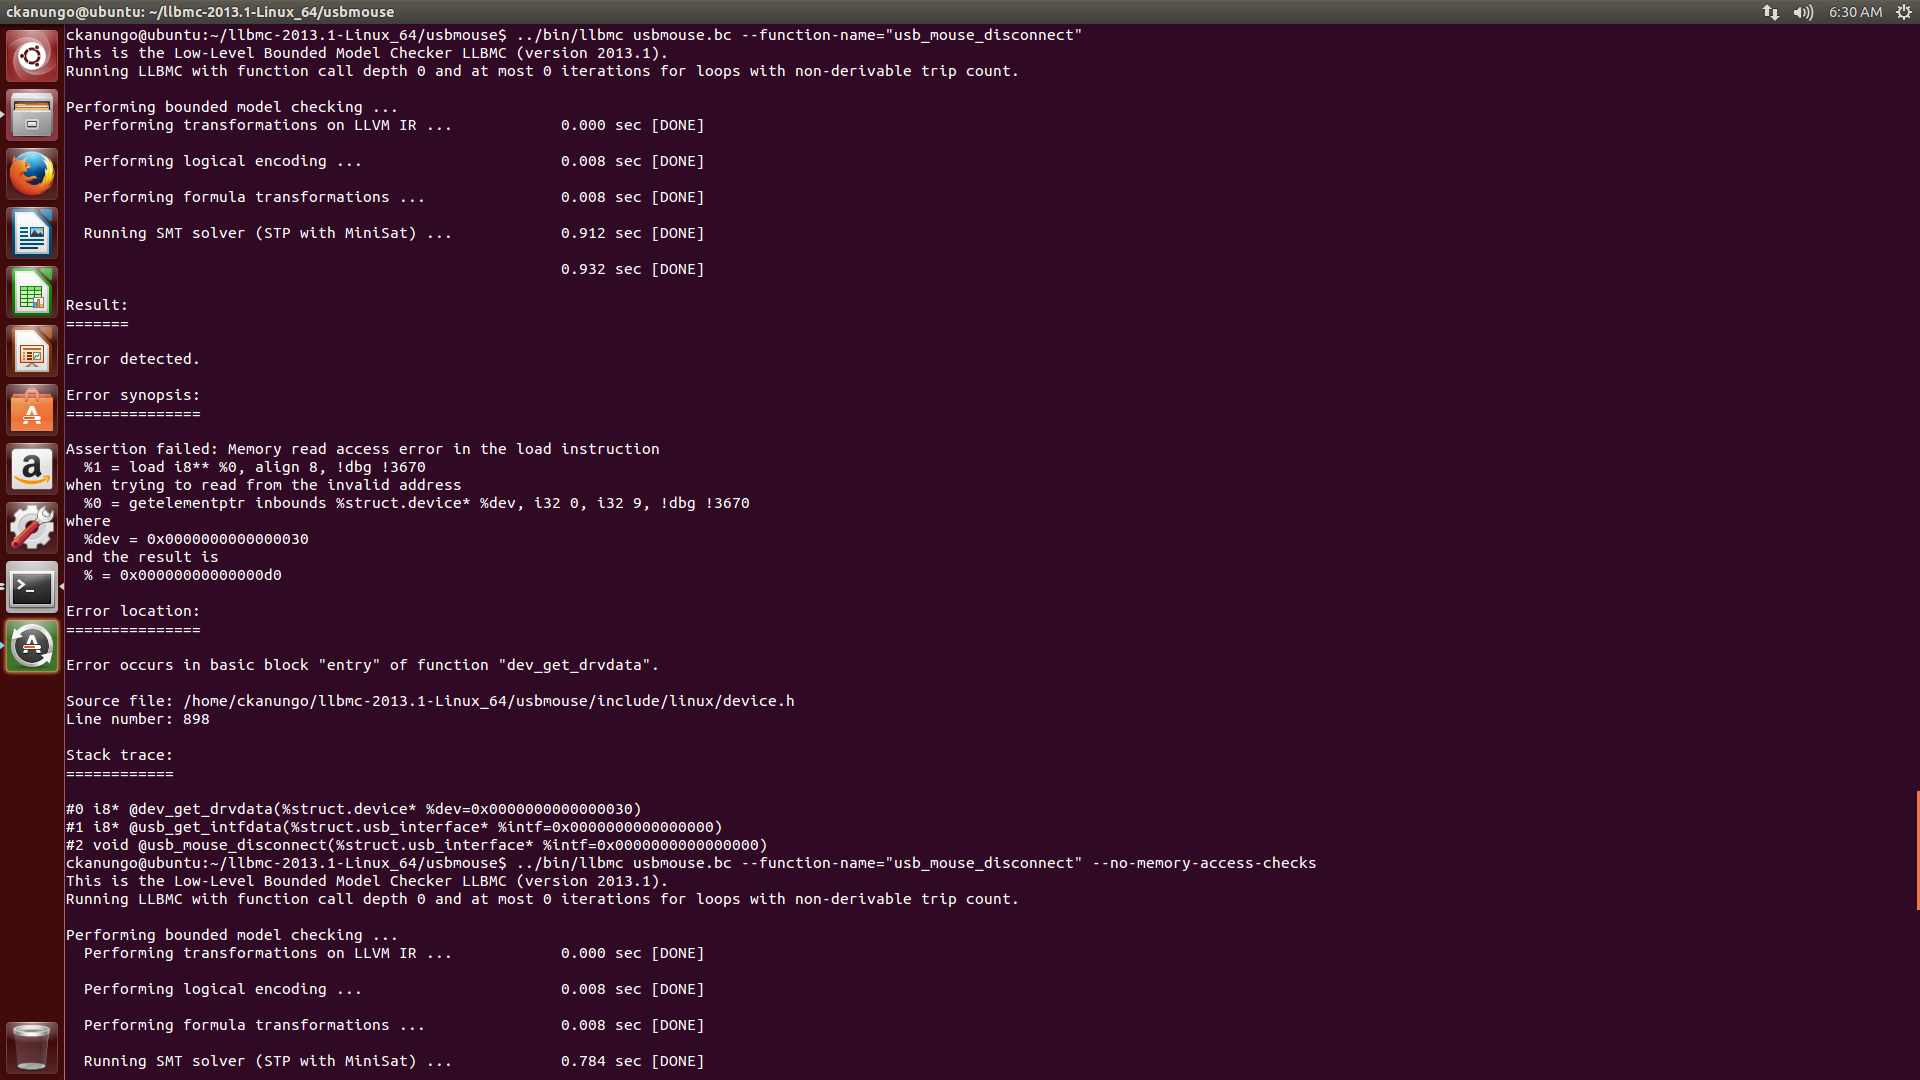 ckanungo@ubuntu: ~/llbmc-2013.1-Linux_64/usbmouse
6:30 AM
ckanungo@ubuntu:~/llbmc-2013.1-Linux_64/usbmouse$ ../bin/llbmc usbmouse.bc --function-name="usb_mouse_disconnect"
This is the Low-Level Bounded Model Checker LLBMC (version 2013.1).
Running LLBMC with function call depth 0 and at most 0 iterations for loops with non-derivable trip count.
Performing bounded model checking ...
Performing transformations on LLVM IR ... 0.000 sec [DONE]
Performing logical encoding ... 0.008 sec [DONE]
Performing formula transformations ... 0.008 sec [DONE]
Running SMT solver (STP with MiniSat) ... 0.912 sec [DONE]
0.932 sec [DONE]
Result:
=======
Error detected.
Error synopsis:
===============
Assertion failed: Memory read access error in the load instruction
%1 = load i8** %0, align 8, !dbg !3670
when trying to read from the invalid address
%0 = getelementptr inbounds %struct.device* %dev, i32 0, i32 9, !dbg !3670
where
%dev = 0x0000000000000030
and the result is
% = 0x00000000000000d0
Error location:
===============
Error occurs in basic block "entry" of function "dev_get_drvdata".
Source file: /home/ckanungo/llbmc-2013.1-Linux_64/usbmouse/include/linux/device.h
Line number: 898
Stack trace:
============
#0 i8* @dev_get_drvdata(%struct.device* %dev=0x0000000000000030)
#1 i8* @usb_get_intfdata(%struct.usb_interface* %intf=0x0000000000000000)
#2 void @usb_mouse_disconnect(%struct.usb_interface* %intf=0x0000000000000000)
ckanungo@ubuntu:~/llbmc-2013.1-Linux_64/usbmouse$ ../bin/llbmc usbmouse.bc --function-name="usb_mouse_disconnect" --no-memory-access-checks
This is the Low-Level Bounded Model Checker LLBMC (version 2013.1).
Running LLBMC with function call depth 0 and at most 0 iterations for loops with non-derivable trip count.
Performing bounded model checking ...
Performing transformations on LLVM IR ... 0.000 sec [DONE]
Performing logical encoding ... 0.008 sec [DONE]
Performing formula transformations ... 0.008 sec [DONE]
Running SMT solver (STP with MiniSat) ... 0.784 sec [DONE]